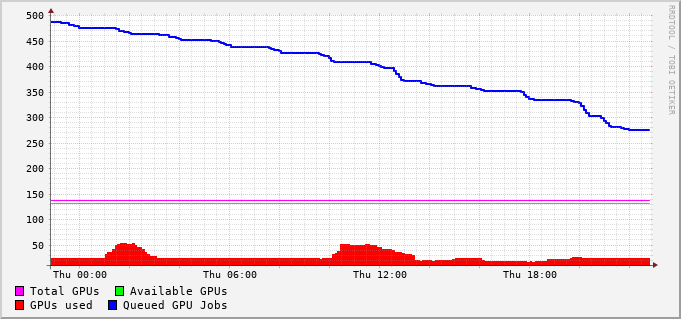 500
450
400
350
300
250
200
150
100
50
Thu 00:00 Thu 06:00 Thu 12:00 Thu 18:00
Total GPUs Available GPUs
GPUs used Queued GPU Jobs
RRDTOOL / TOBI OETIKER